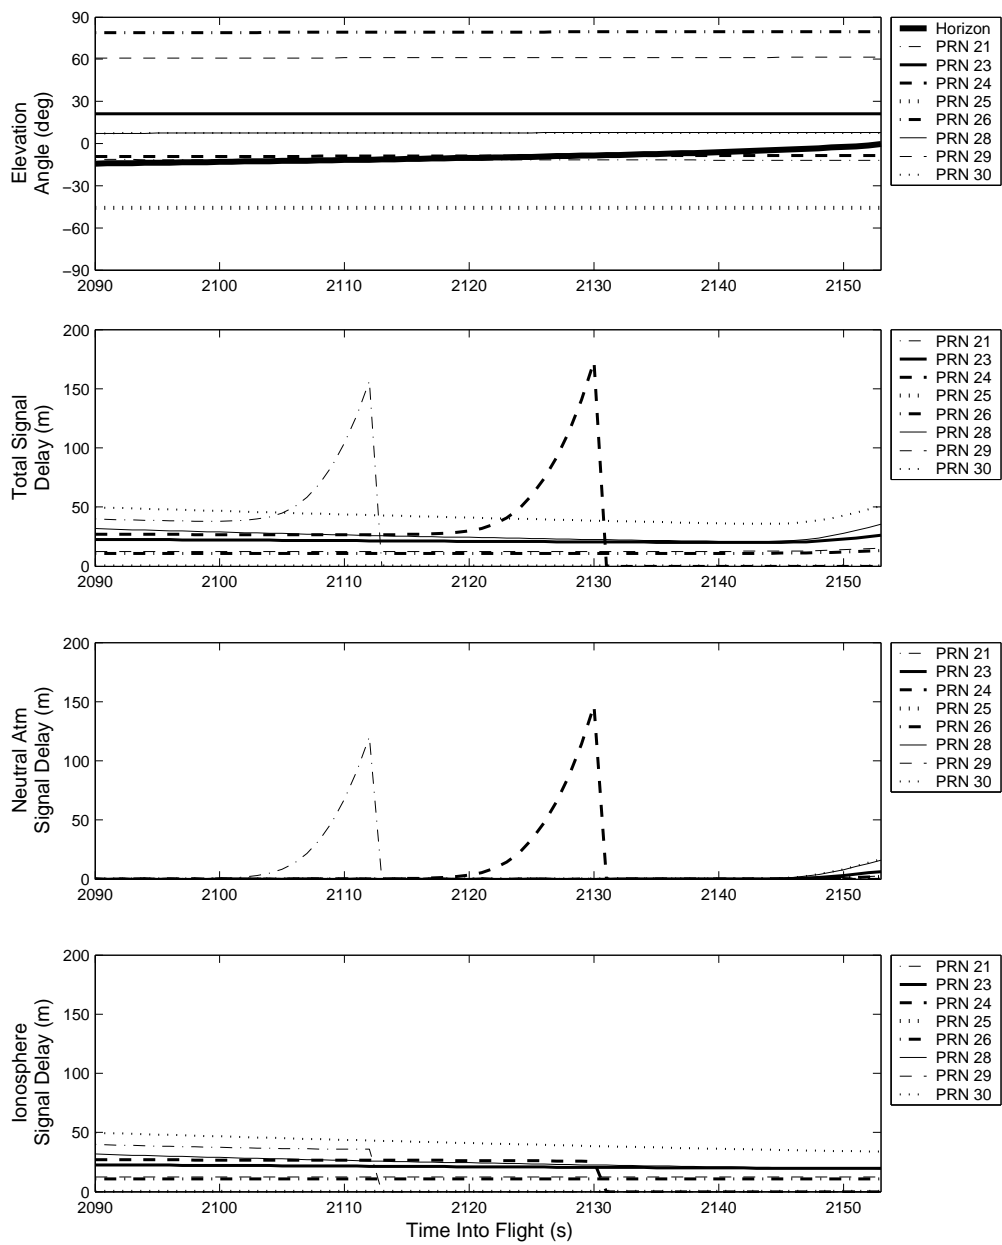 Elevation
Angle (deg)
90
60
30
0
−30
−60
−90
2090 2100 2110 2120 2130 2140 2150
Horizon
PRN 21
PRN 23
PRN 24
PRN 25
PRN 26
PRN 28
PRN 29
PRN 30
Total Signal
Delay (m)
200
150
100
50
0
2090 2100 2110 2120 2130 2140 2150
PRN 21
PRN 23
PRN 24
PRN 25
PRN 26
PRN 28
PRN 29
PRN 30
Neutral Atm
Signal Delay (m)
200
150
100
50
0
2090 2100 2110 2120 2130 2140 2150
PRN 21
PRN 23
PRN 24
PRN 25
PRN 26
PRN 28
PRN 29
PRN 30
Ionosphere
Signal Delay (m)
200
150
100
50
0
2090 2100 2110 2120 2130 2140 2150
PRN 21
PRN 23
PRN 24
PRN 25
PRN 26
PRN 28
PRN 29
PRN 30
Time Into Flight (s)